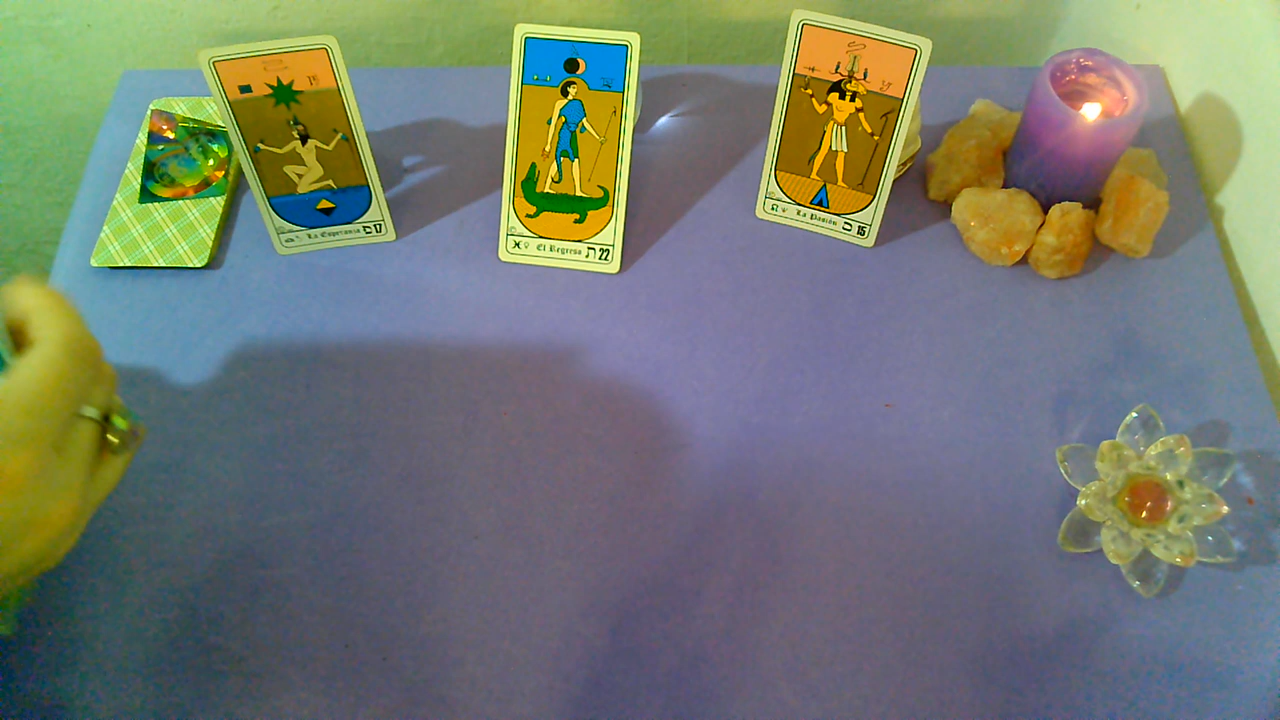 La Esperanza פ 17
El Regreso ת 22
La Pasión 15